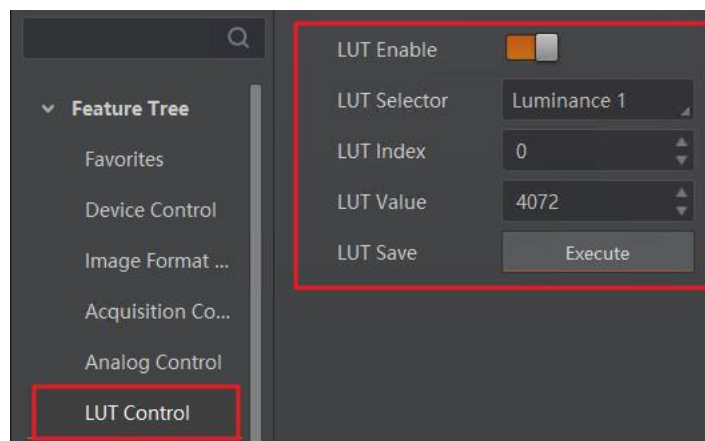 Feature Tree
Favorites
Device Control
Image Format ...
Acquisition Co...
Analog Control
LUT Control
LUT Enable
LUT Selector Luminance 1
LUT Index 0
LUT Value 4072
LUT Save Execute